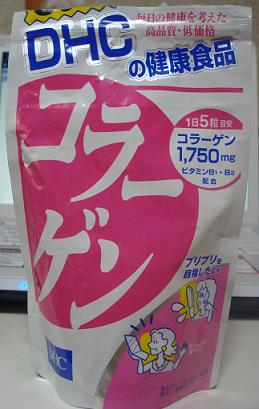 毎日の健康を考えた
高品質・低価格
DHC
の健康食品
1日5粒目安
コラーゲン
1,750mg
ビタミンB1・B2
配合
コラーゲン
プリプリを
目指したい
DHC